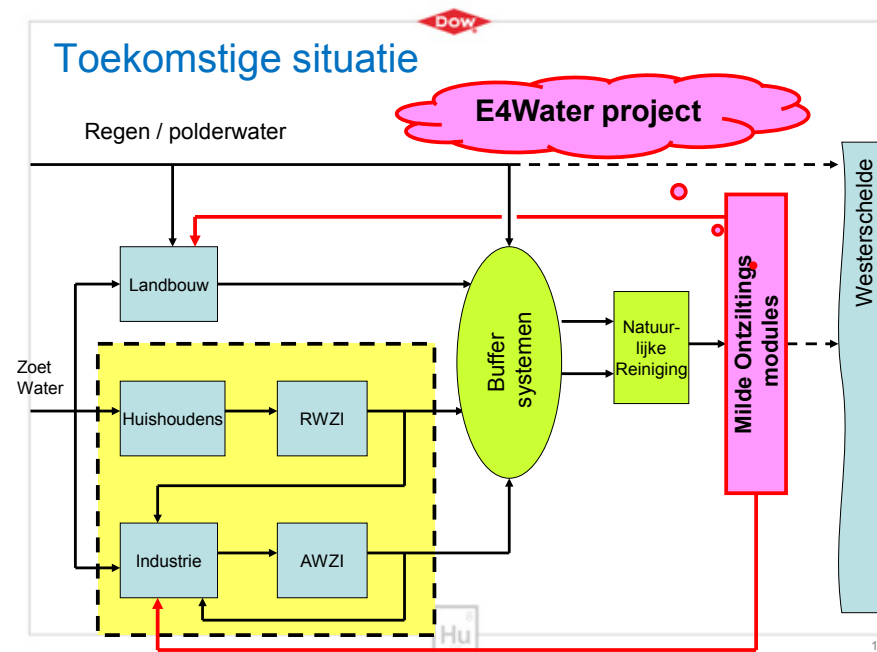 Dow
Toekomstige situatie
E4Water project
Regen / polderwater
Westerschelde
Landbouw
Buffer
systemen
Natuur-
lijke
Reiniging
Milde Ontziltings
modules
Zoet
Water
Huishoudens
RWZI
Industrie
AWZI
6
Hu
1